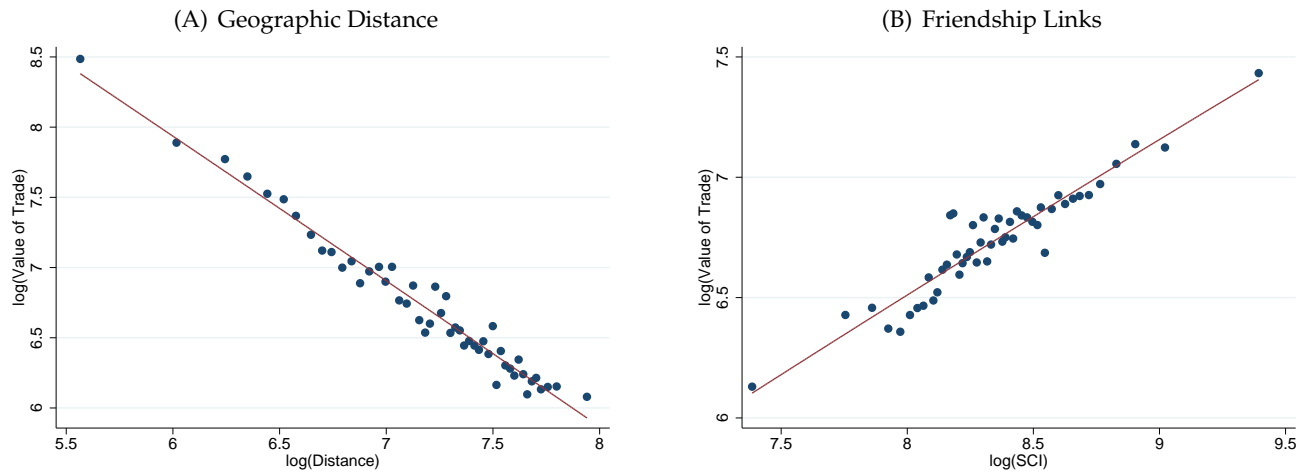 (A) Geographic Distance
8.5
8
7.5
7
6.5
6
log(Value of Trade)
5.5 6 6.5 7 7.5 8
log(Distance)
(B) Friendship Links
7.5
7
6.5
6
log(Value of Trade)
7.5 8 8.5 9 9.5
log(SCI)